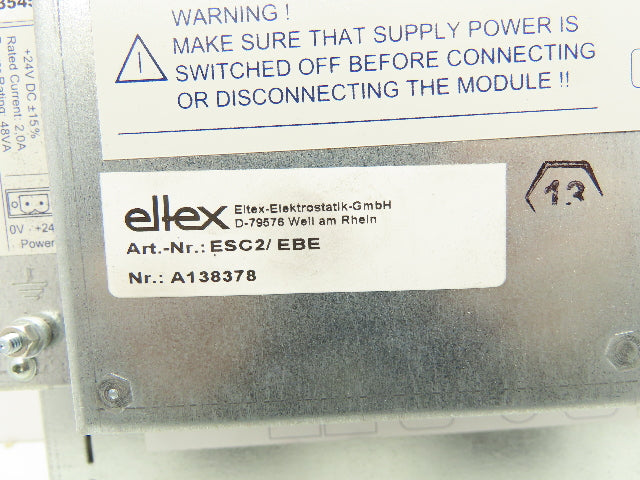 WARNING !
MAKE SURE THAT SUPPLY POWER IS
SWITCHED OFF BEFORE CONNECTING
OR DISCONNECTING THE MODULE !!
eltex
Eltex-Elektrostatik-GmbH
D-79576 Weil am Rhein
Art.-Nr.: ESC2/ EBE
Nr.: A138378
13
+24V DC ±15%
Rated Current: 2,0A
Rating: 48VA
0V +24
Power